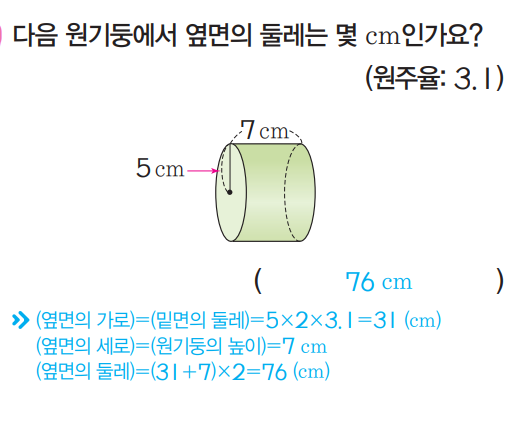 다음 원기둥에서 옆면의 둘레는 몇 cm인가요?
(원주율: 3.1)
7 cm
5 cm
( 76 cm )
(옆면의 가로)=(밑면의 둘레)=5×2×3.1=31 (cm)
(옆면의 세로)=(원기둥의 높이)=7 cm
(옆면의 둘레)=(31+7)×2=76 (cm)